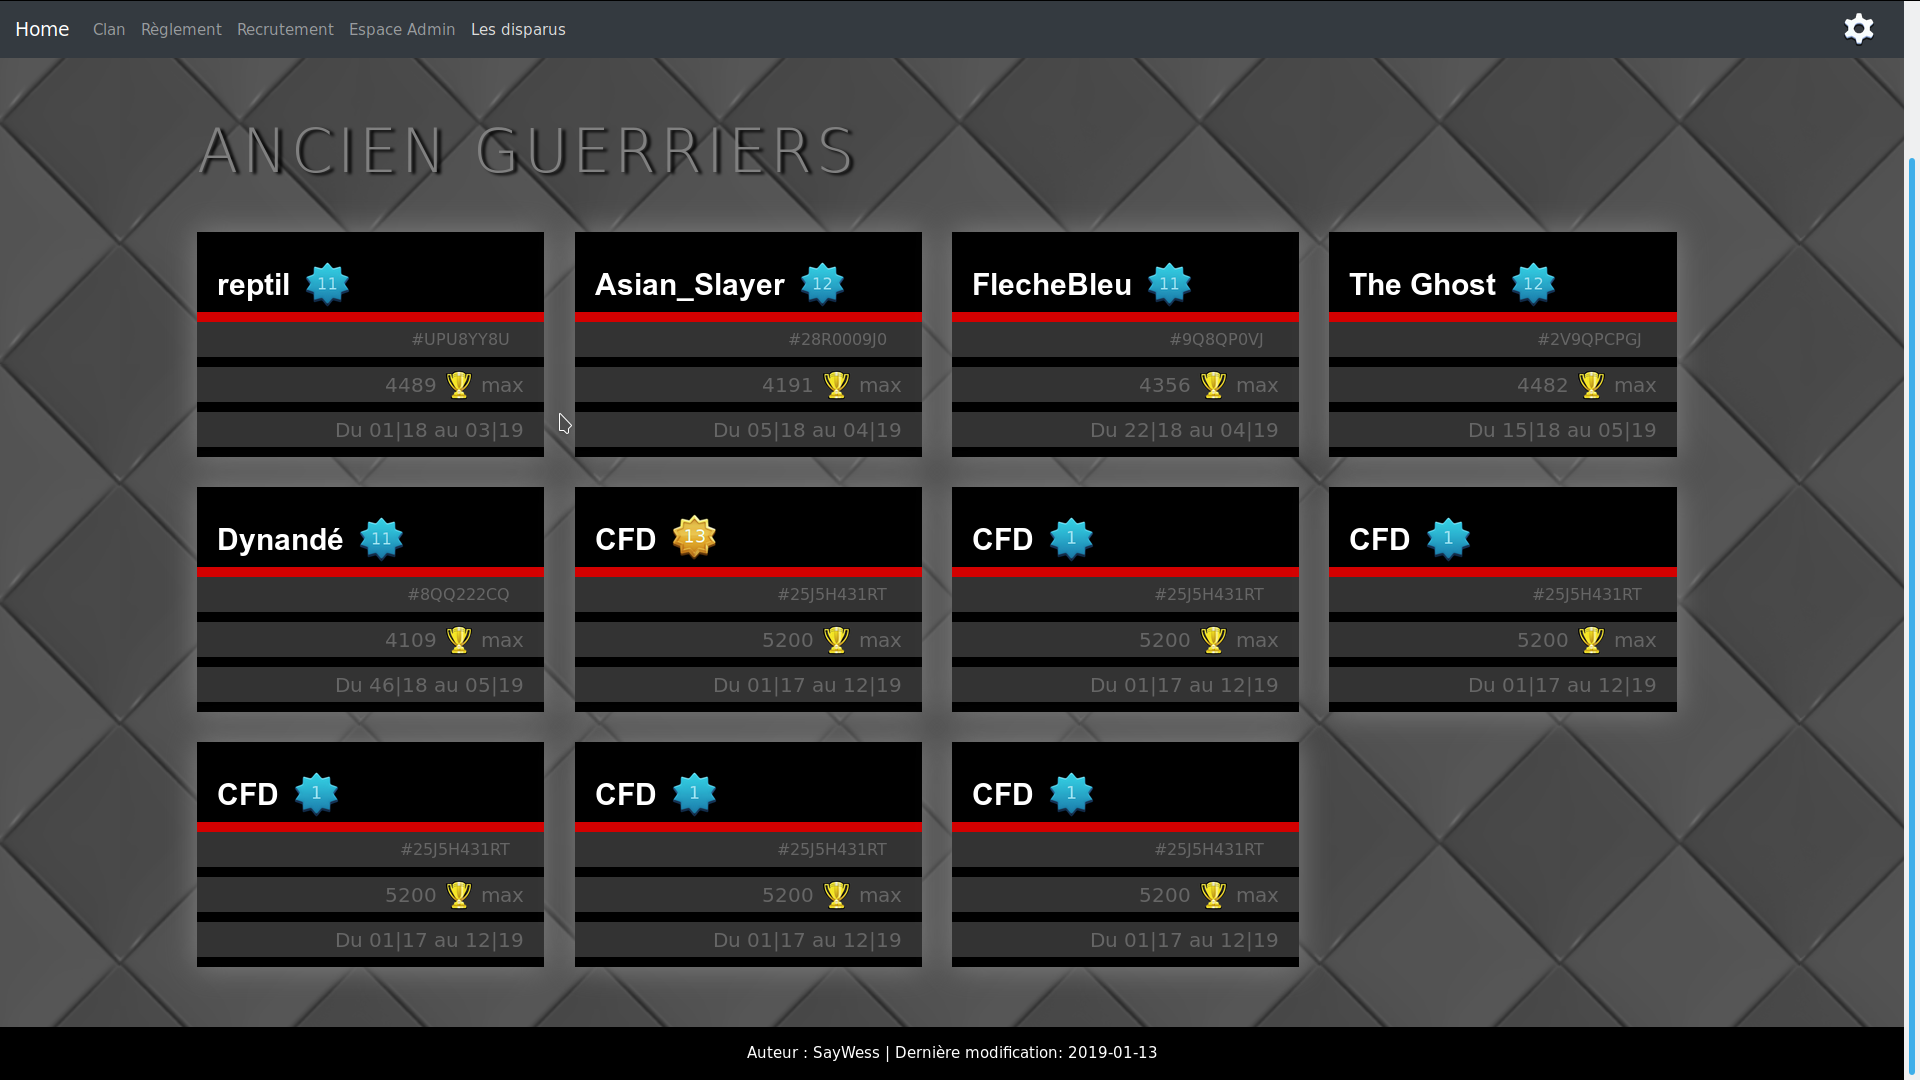 Home Clan Règlement Recrutement Espace Admin Les disparus
ANCIEN GUERRIERS
reptil 11
#UPU8YY8U
4489 max
Du 01|18 au 03|19
Asian_Slayer 12
#28R0009J0
4191 max
Du 05|18 au 04|19
FlecheBleu 11
#9Q8QP0VJ
4356 max
Du 22|18 au 04|19
The Ghost 12
#2V9QPCPGJ
4482 max
Du 15|18 au 05|19
Dynandé 11
#8QQ222CQ
4109 max
Du 46|18 au 05|19
CFD 13
#25J5H431RT
5200 max
Du 01|17 au 12|19
CFD 1
#25J5H431RT
5200 max
Du 01|17 au 12|19
CFD 1
#25J5H431RT
5200 max
Du 01|17 au 12|19
CFD 1
#25J5H431RT
5200 max
Du 01|17 au 12|19
CFD 1
#25J5H431RT
5200 max
Du 01|17 au 12|19
CFD 1
#25J5H431RT
5200 max
Du 01|17 au 12|19
Auteur : SayWess | Dernière modification: 2019-01-13